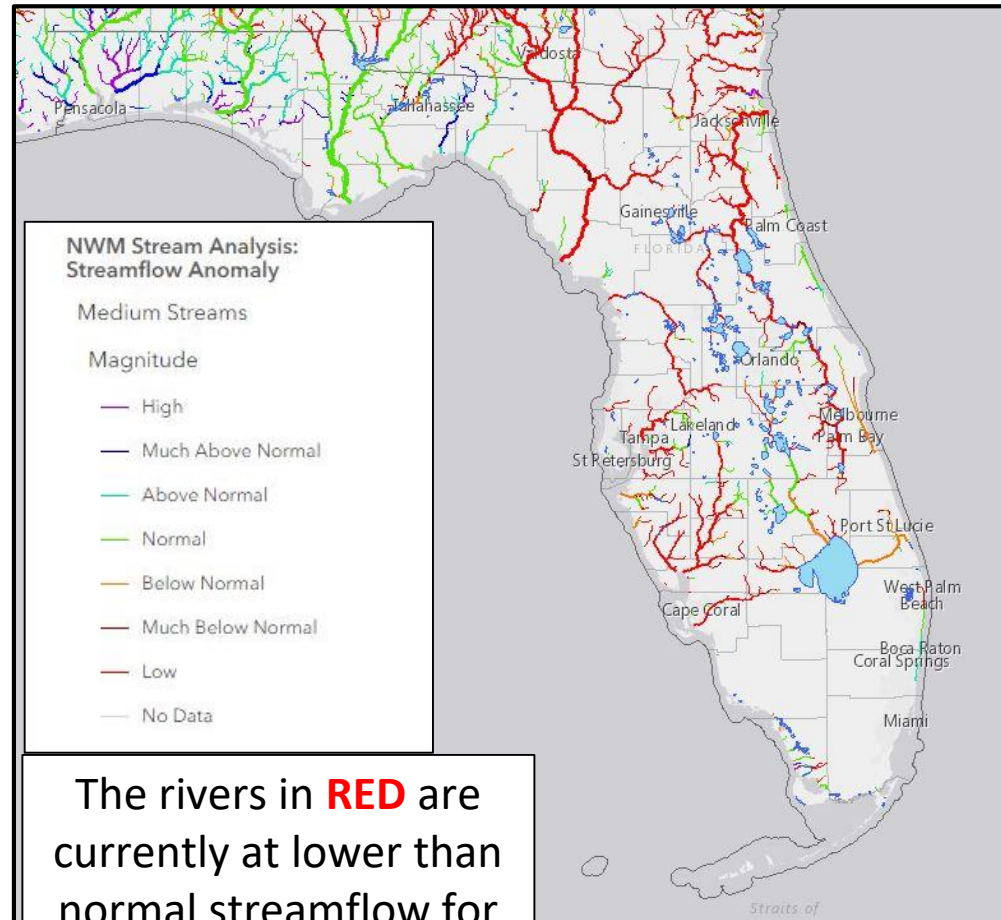 Valdosta
Pensacola
Tallahassee
Jacksonville
Gainesville
Palm Coast
FLORIDA
NWM Stream Analysis:
Streamflow Anomaly
Medium Streams
Magnitude
High
Much Above Normal
Above Normal
Normal
Below Normal
Much Below Normal
Low
No Data
Orlando
Melbourne
Lakeland
Tampa
Palm Bay
St Petersburg
Port St Lucie
West Palm
Beach
Cape Coral
Boca Raton
Coral Springs
Miami
The rivers in RED are
currently at lower than
normal streamflow for
Straits of